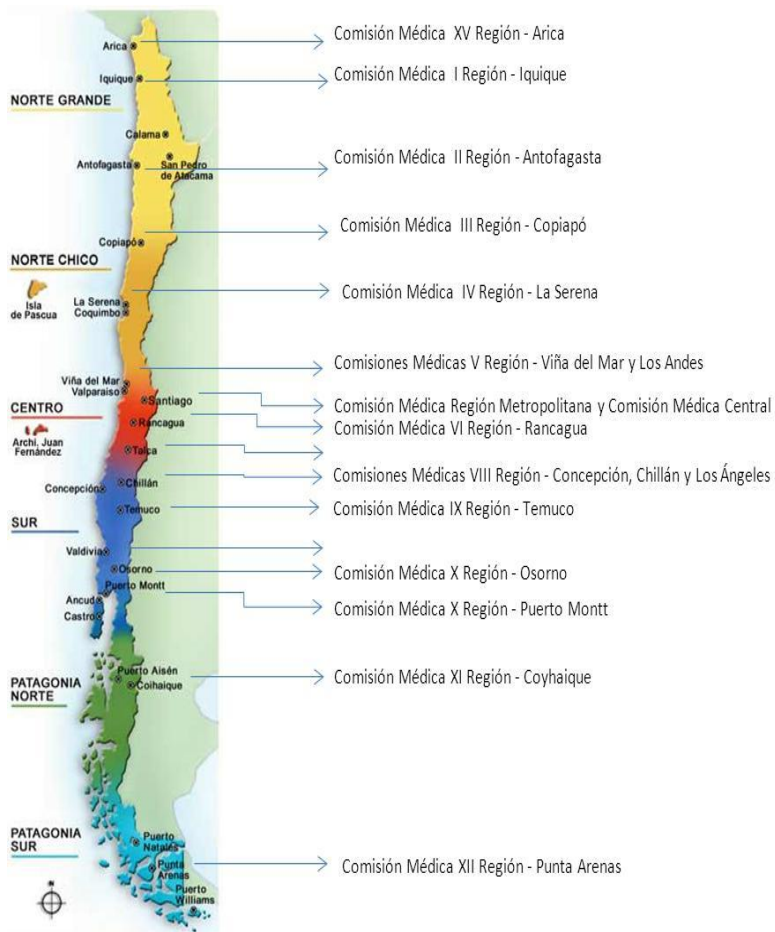 Arica
Iquique
NORTE GRANDE
Calama
Antofagasta
San Pedro
de Atacama
Copiapó
NORTE CHICO
Isla
de Pascua
La Serena
Coquimbo
Viña del Mar
Valparaíso
Santiago
CENTRO
Rancagua
Archi. Juan
Fernández
Talca
Chillán
Concepción
Temuco
SUR
Valdivia
Osorno
Puerto Montt
Ancud
Castro
Puerto Aisén
PATAGONIA
NORTE
Coihaique
PATAGONIA
SUR
Puerto
Natales
Punta
Arenas
Puerto
Williams
N
Comisión Médica XV Región - Arica
Comisión Médica I Región - Iquique
Comisión Médica II Región - Antofagasta
Comisión Médica III Región - Copiapó
Comisión Médica IV Región - La Serena
Comisiones Médicas V Región - Viña del Mar y Los Andes
Comisión Médica Región Metropolitana y Comisión Médica Central
Comisión Médica VI Región - Rancagua
Comisiones Médicas VIII Región - Concepción, Chillán y Los Ángeles
Comisión Médica IX Región - Temuco
Comisión Médica X Región - Osorno
Comisión Médica X Región - Puerto Montt
Comisión Médica XI Región - Coyhaique
Comisión Médica XII Región - Punta Arenas